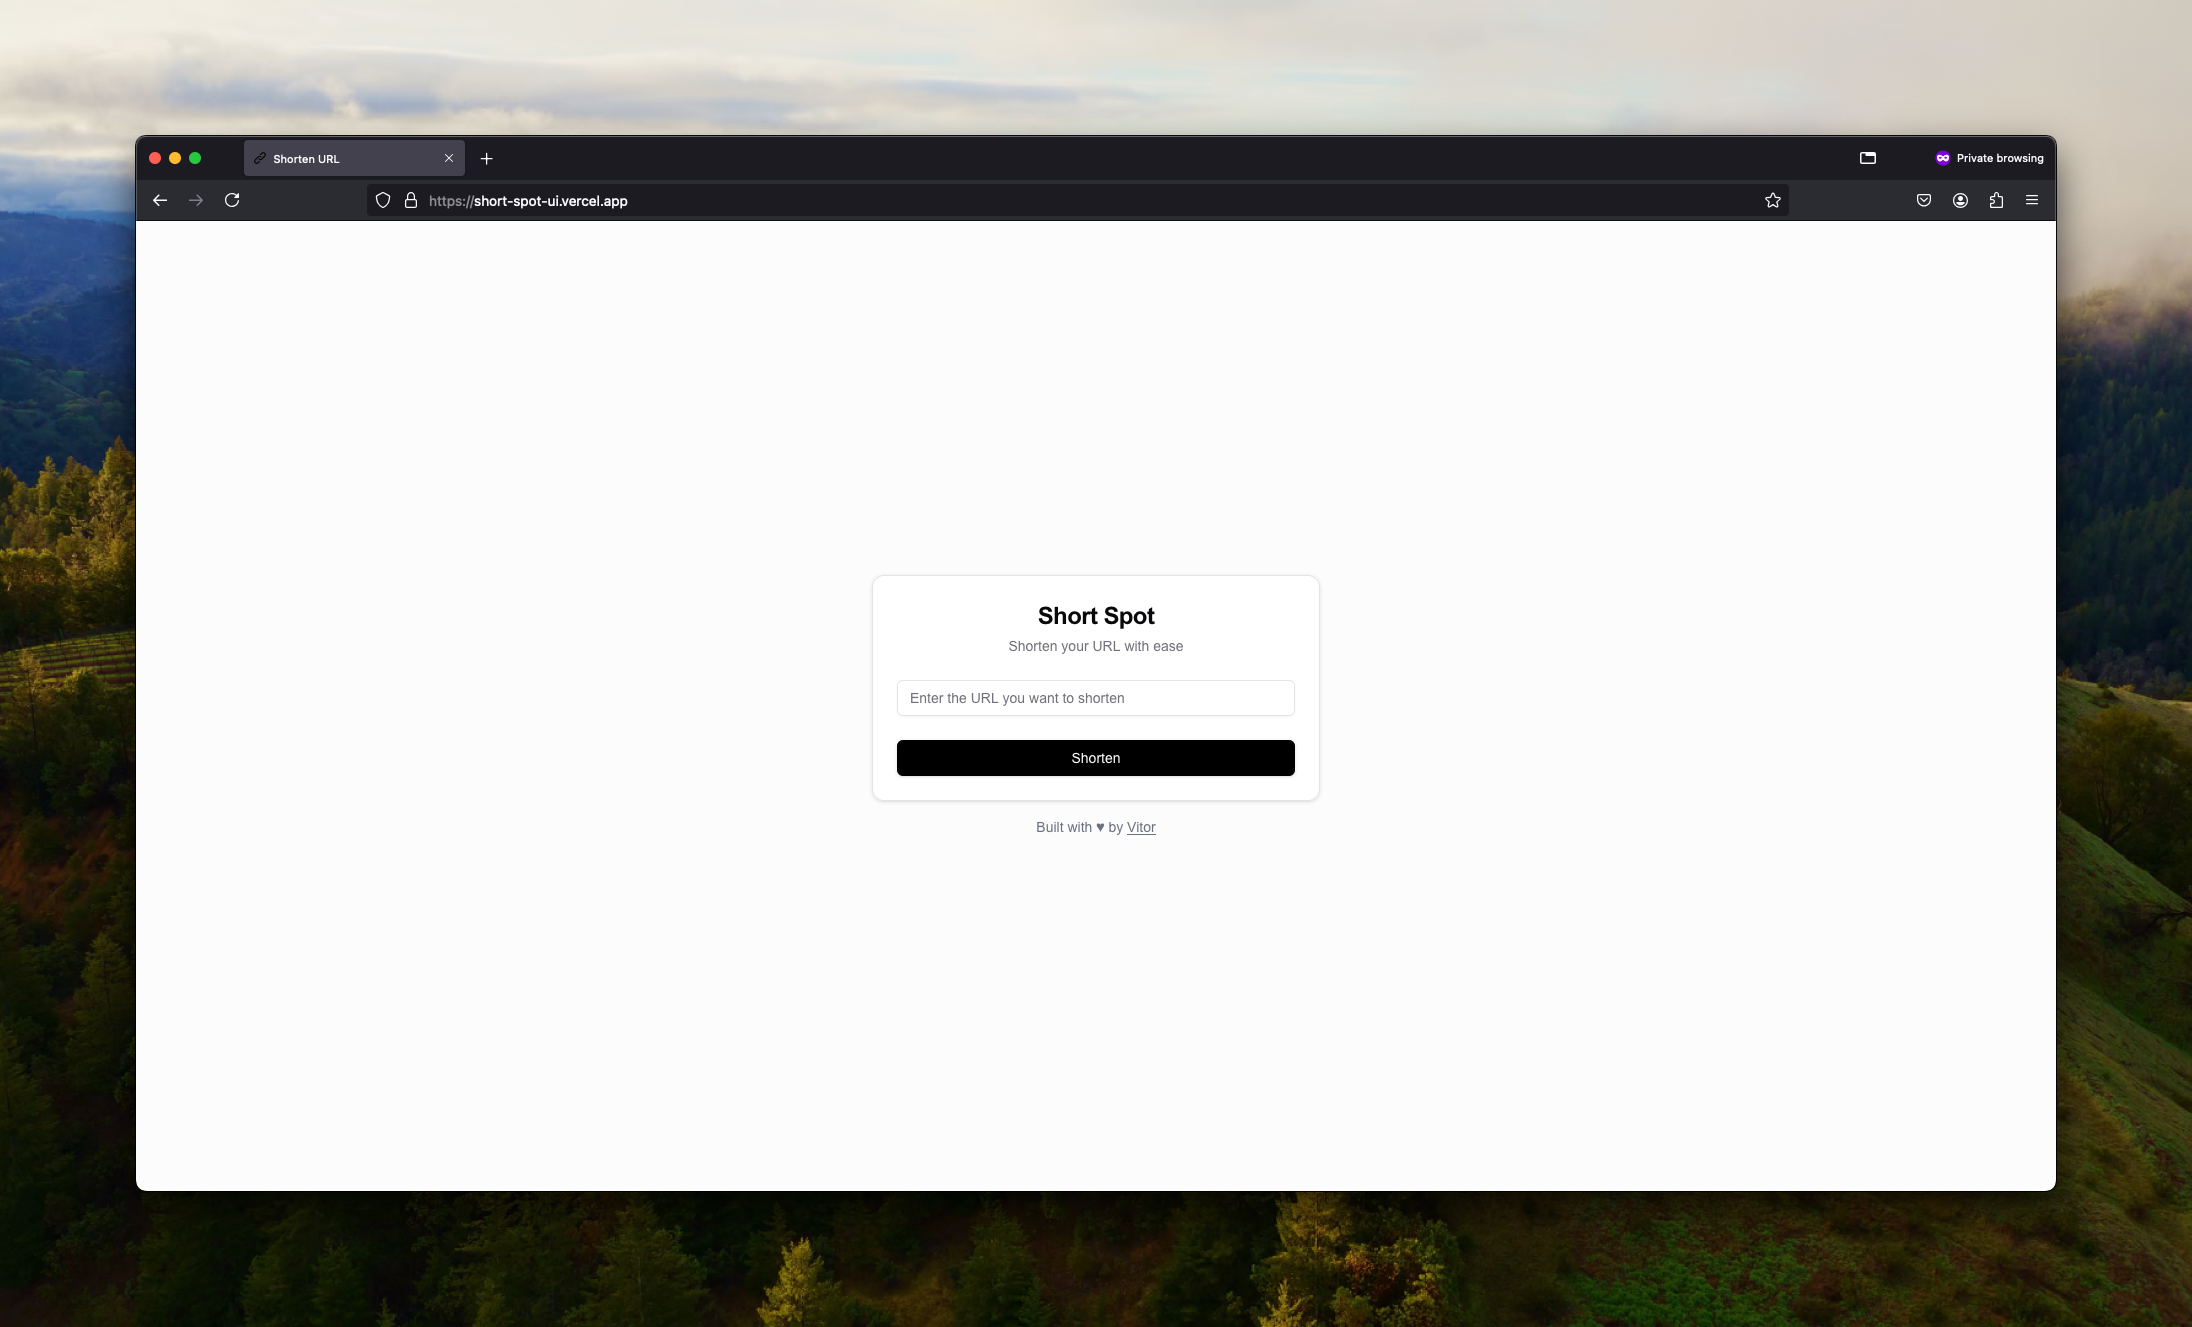 Shorten URL
Private browsing
https://short-spot-ui.vercel.app
Short Spot
Shorten your URL with ease
Enter the URL you want to shorten
Shorten
Built with ♥ by Vitor